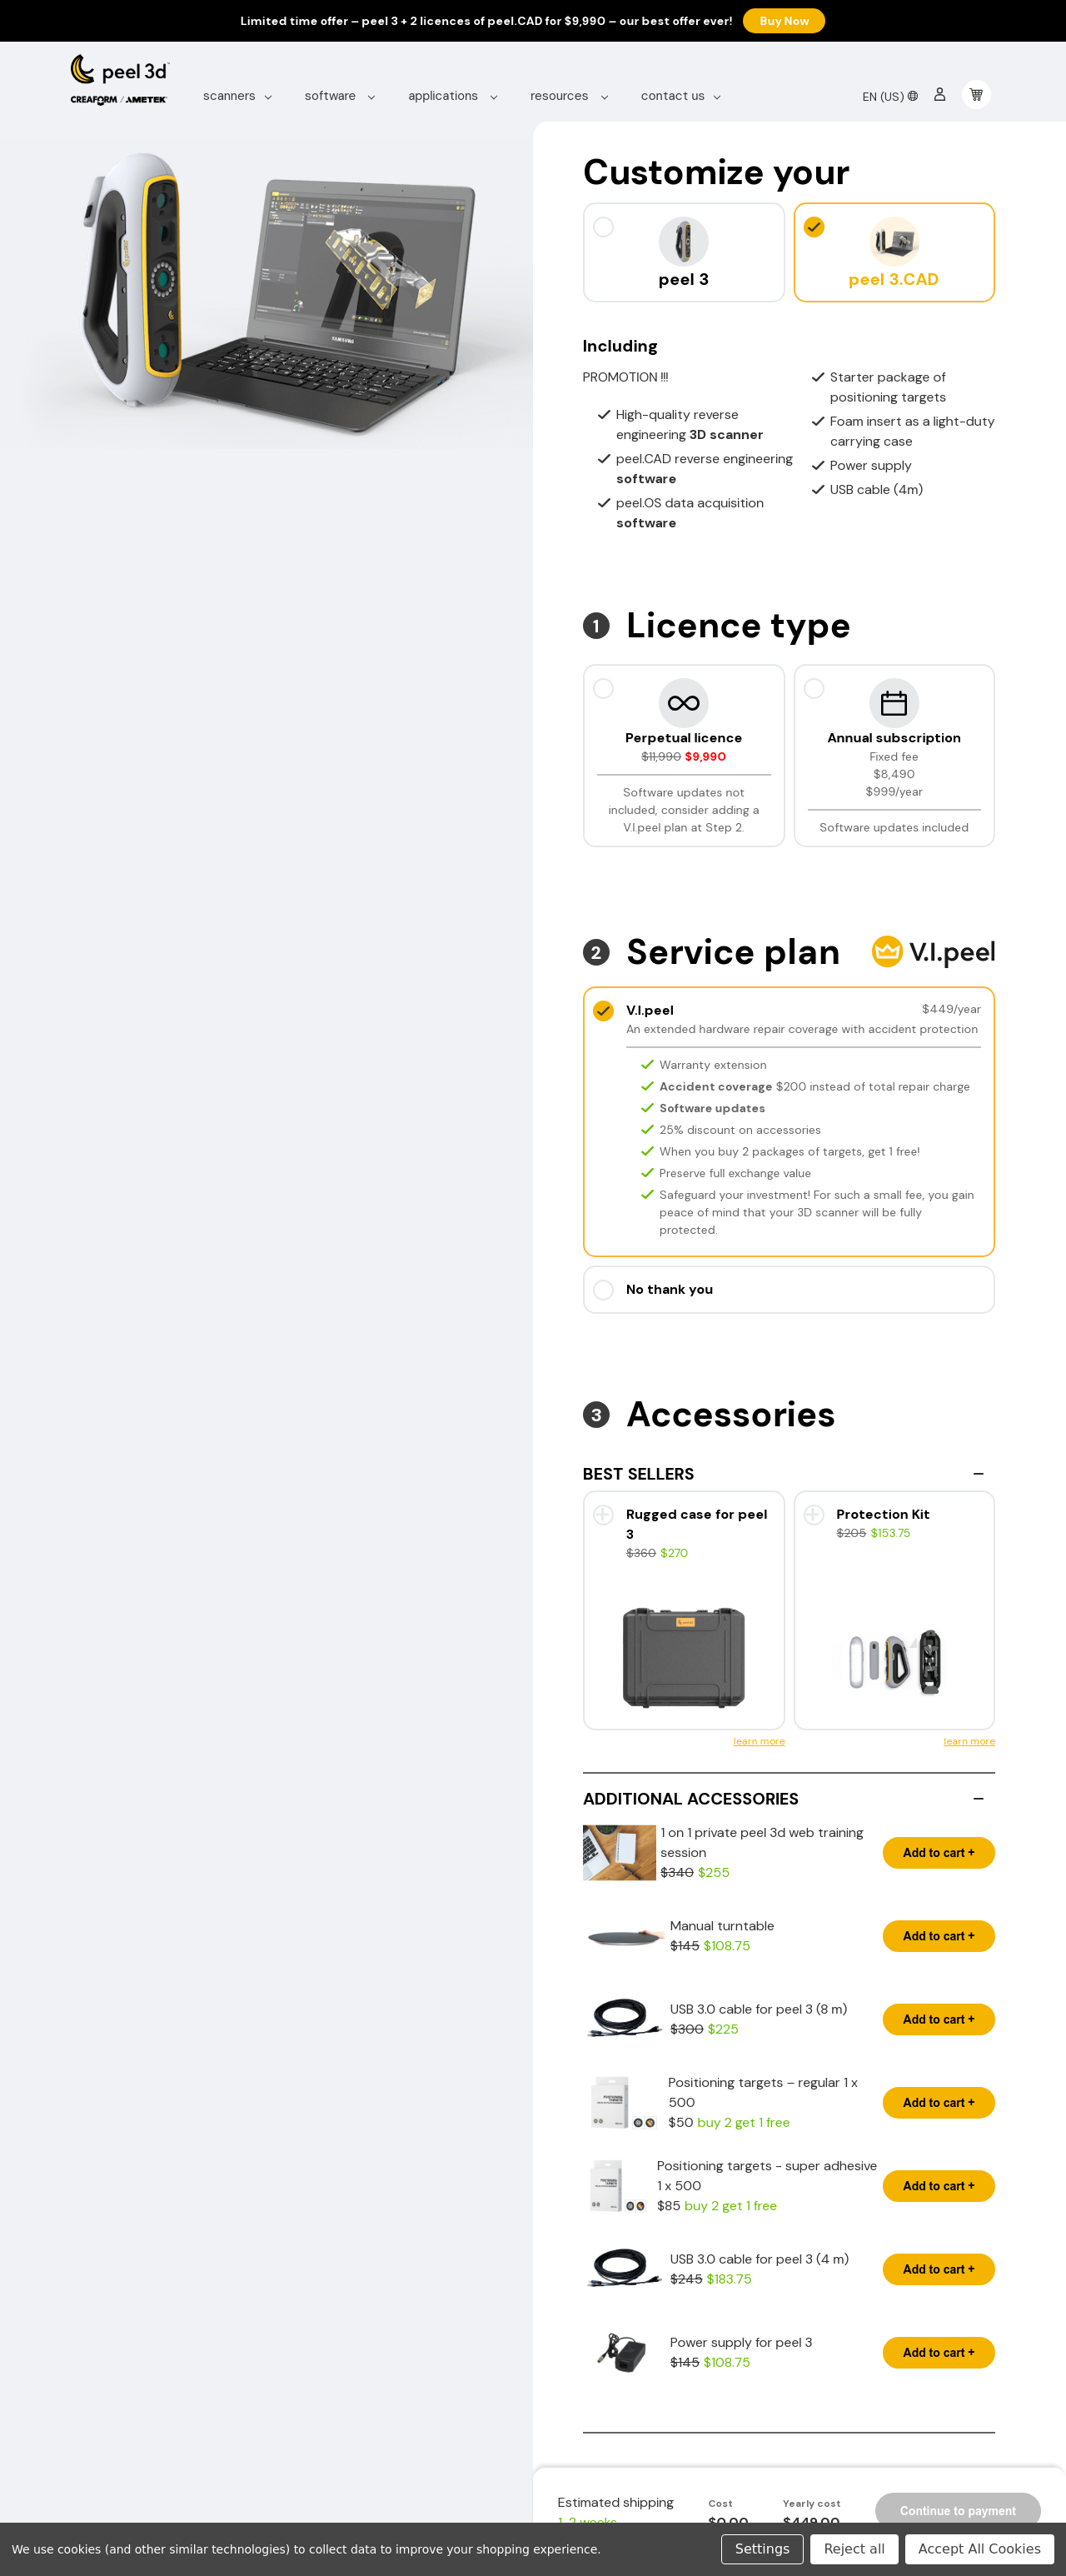 Limited time offer – peel 3 + 2 licences of peel.CAD for $9,990 – our best offer ever!
Buy Now
peel 3d™
CREAFORM / AMETEK
scanners
software
applications
resources
contact us
EN (US)
Customize your
peel 3
peel 3.CAD
Including
PROMOTION !!!
High-quality reverse
engineering 3D scanner
peel.CAD reverse engineering
software
peel.OS data acquisition
software
Starter package of
positioning targets
Foam insert as a light-duty
carrying case
Power supply
USB cable (4m)
1 Licence type
Perpetual licence
$11,990 $9,990
Software updates not
included, consider adding a
V.I.peel plan at Step 2.
Annual subscription
Fixed fee
$8,490
$999/year
Software updates included
2 Service plan
V.I.peel
V.I.peel
$449/year
An extended hardware repair coverage with accident protection
Warranty extension
Accident coverage $200 instead of total repair charge
Software updates
25% discount on accessories
When you buy 2 packages of targets, get 1 free!
Preserve full exchange value
Safeguard your investment! For such a small fee, you gain
peace of mind that your 3D scanner will be fully
protected.
No thank you
3 Accessories
BEST SELLERS
Rugged case for peel
3
$360 $270
learn more
Protection Kit
$205 $153.75
learn more
ADDITIONAL ACCESSORIES
1 on 1 private peel 3d web training
session
$340 $255
Add to cart +
Manual turntable
$145 $108.75
Add to cart +
USB 3.0 cable for peel 3 (8 m)
$300 $225
Add to cart +
Positioning targets – regular 1 x
500
$50 buy 2 get 1 free
Add to cart +
Positioning targets - super adhesive
1 x 500
$85 buy 2 get 1 free
Add to cart +
USB 3.0 cable for peel 3 (4 m)
$245 $183.75
Add to cart +
Power supply for peel 3
$145 $108.75
Add to cart +
Estimated shipping
1-2 weeks
Cost
$0.00
Yearly cost
$449.00
Continue to payment
We use cookies (and other similar technologies) to collect data to improve your shopping experience.
Settings
Reject all
Accept All Cookies